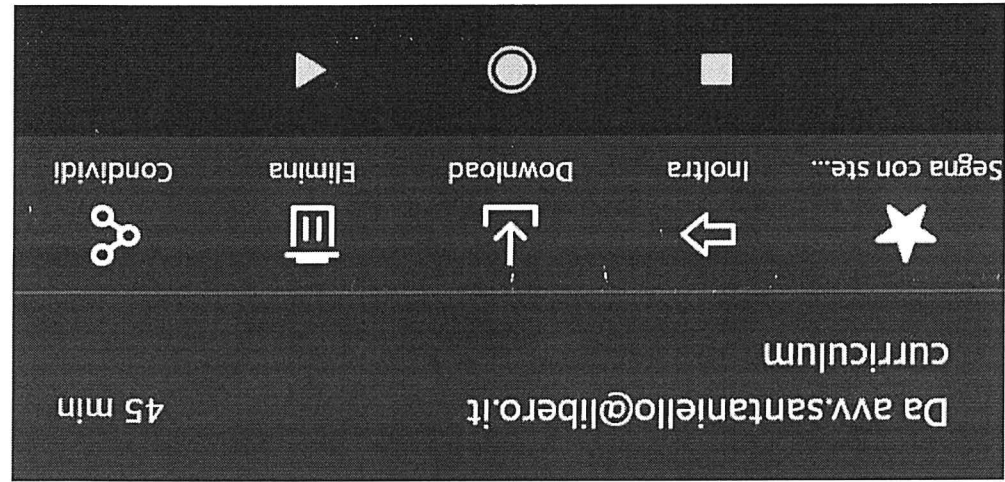 Da avv.santaniello@libero.it
45 min
curriculum
Segna con ste...
Inoltra
Download
Elimina
Condividi